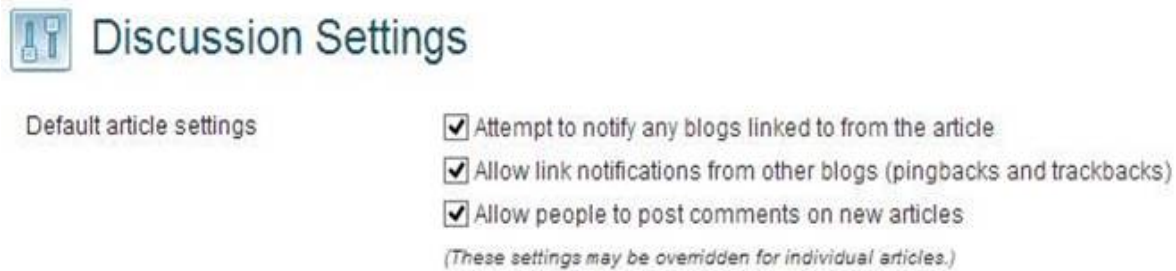 Discussion Settings
Default article settings
Attempt to notify any blogs linked to from the article
Allow link notifications from other blogs (pingbacks and trackbacks)
Allow people to post comments on new articles
(These settings may be overridden for individual articles.)